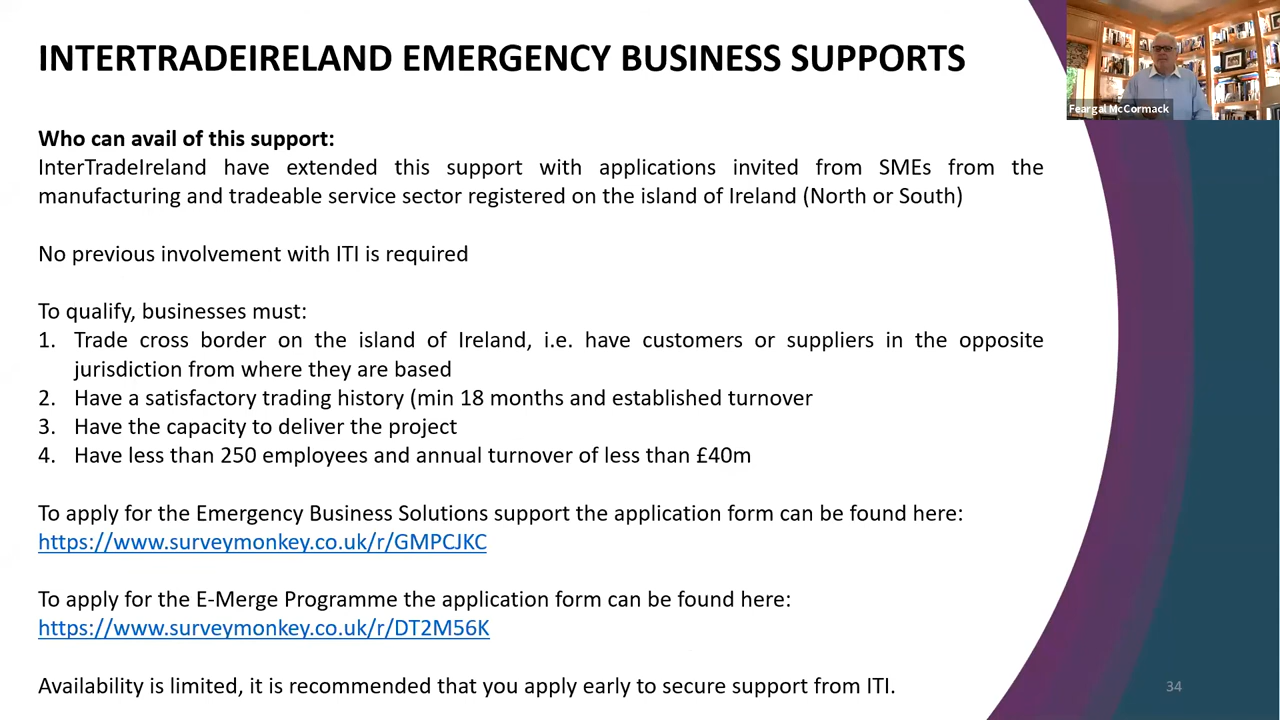 INTERTRADEIRELAND EMERGENCY BUSINESS SUPPORTS
Feargal McCormack
Who can avail of this support:
InterTradeIreland have extended this support with applications invited from SMEs from the
manufacturing and tradeable service sector registered on the island of Ireland (North or South)
No previous involvement with ITI is required
To qualify, businesses must:
1. Trade cross border on the island of Ireland, i.e. have customers or suppliers in the opposite
jurisdiction from where they are based
2. Have a satisfactory trading history (min 18 months and established turnover
3. Have the capacity to deliver the project
4. Have less than 250 employees and annual turnover of less than £40m
To apply for the Emergency Business Solutions support the application form can be found here:
https://www.surveymonkey.co.uk/r/GMPCJKC
To apply for the E-Merge Programme the application form can be found here:
https://www.surveymonkey.co.uk/r/DT2M56K
Availability is limited, it is recommended that you apply early to secure support from ITI.
34